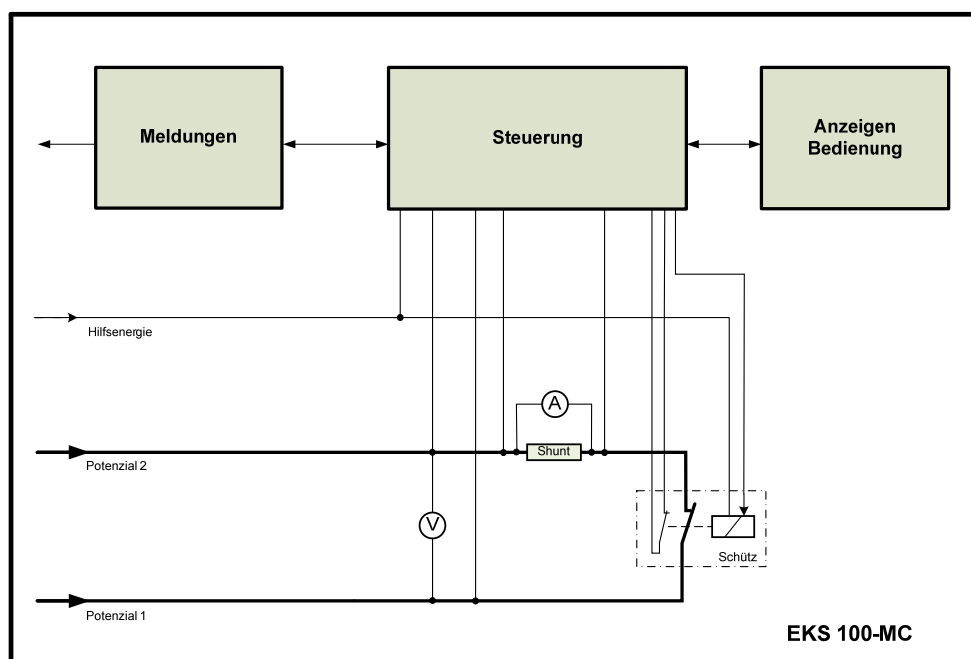 Meldungen
Steuerung
Anzeigen
Bedienung
Hilfsenergie
A
Shunt
Potenzial 2
V
Schütz
Potenzial 1
EKS 100-MC